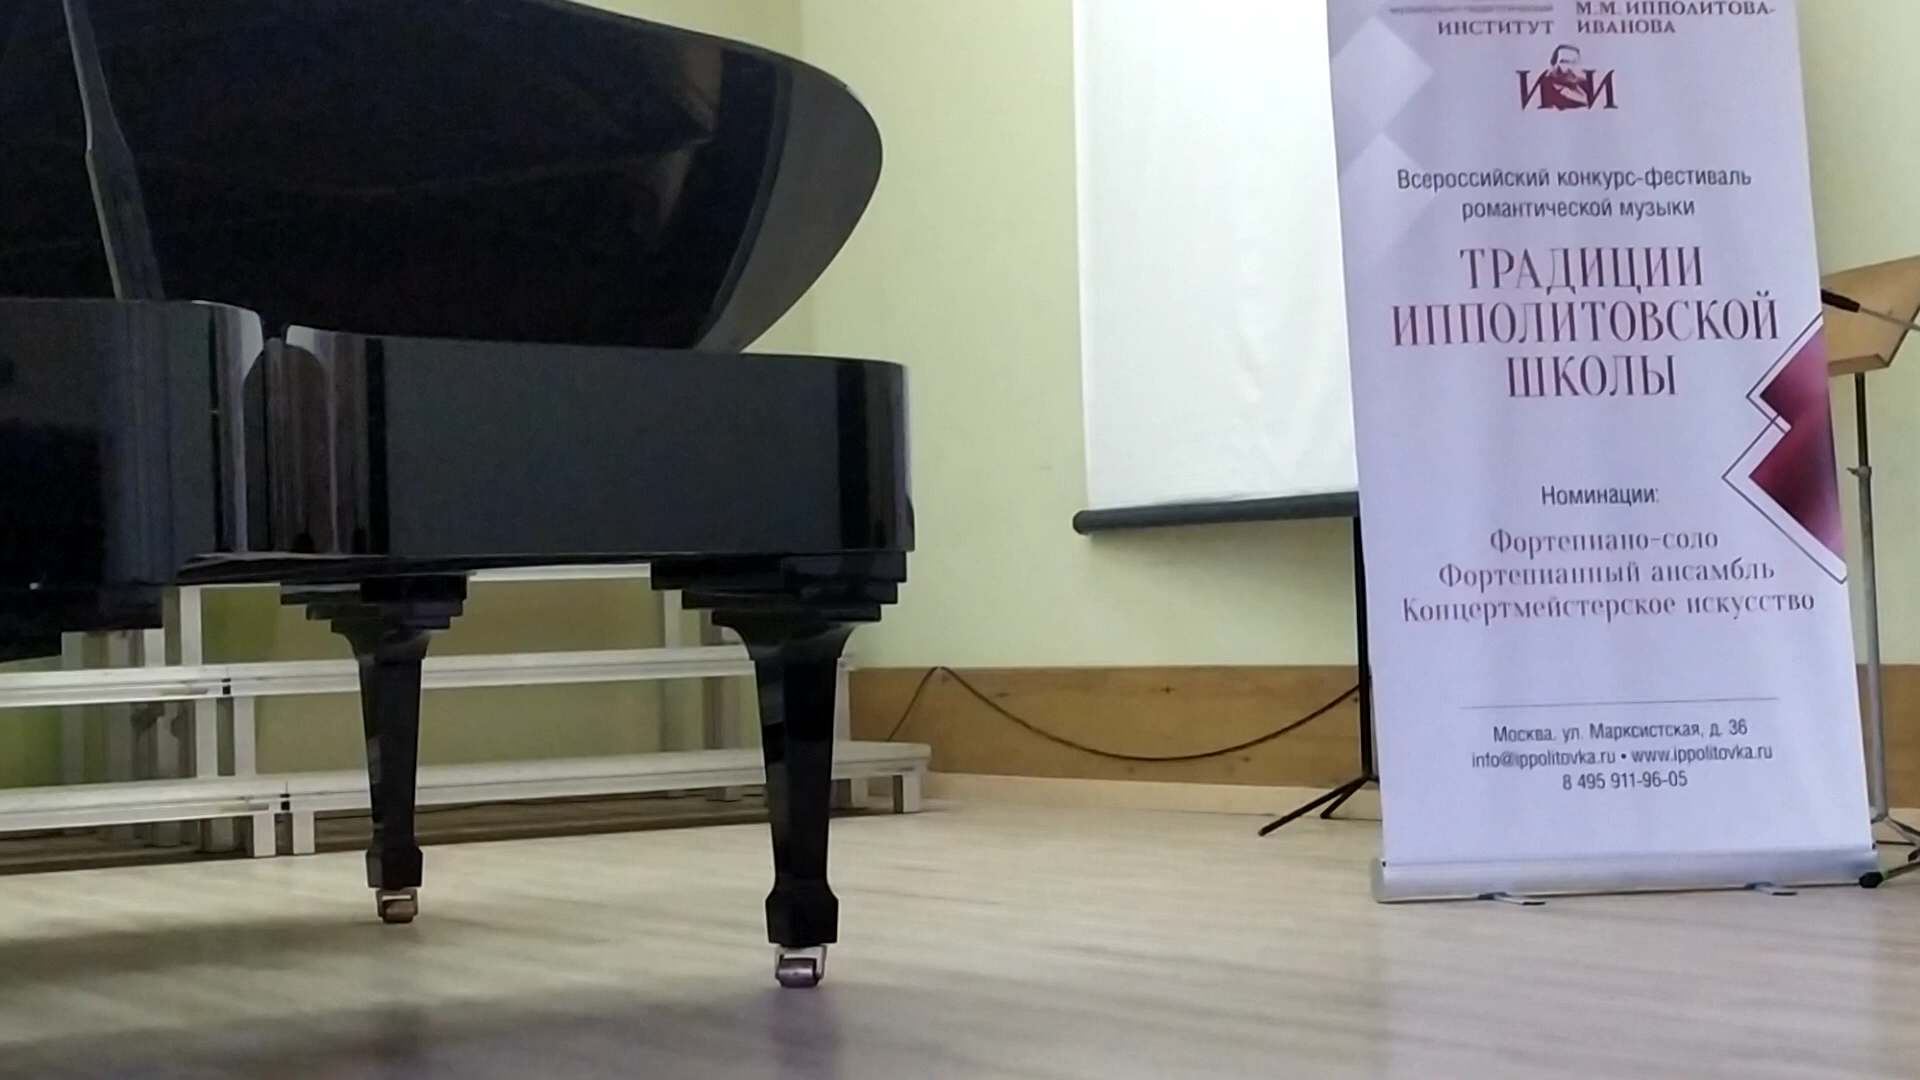 М.М. ИППОЛИТОВА-
ИНСТИТУТ ИВАНОВА
ИИ
Всероссийский конкурс-фестиваль
романтической музыки
ТРАДИЦИИ
ИППОЛИТОВСКОЙ
ШКОЛЫ
Номинации:
Фортепиано-соло
Фортепианный ансамбль
Концертмейстерское искусство
Москва, ул. Марксистская, д. 36
info@ippolitovka.ru • www.ippolitovka.ru
8 495 911-96-05